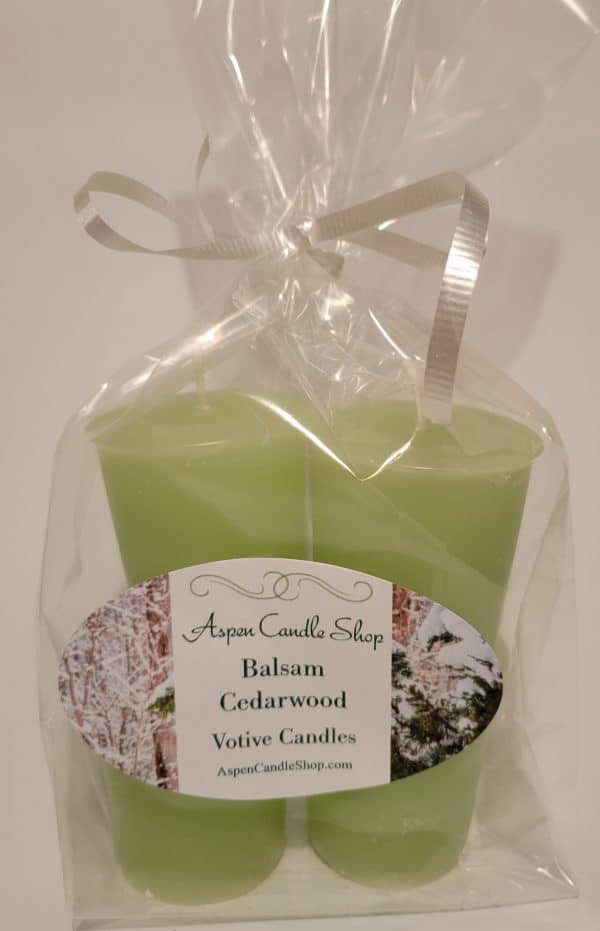 Aspen Candle Shop
Balsam
Cedarwood
Votive Candles
AspenCandleShop.com